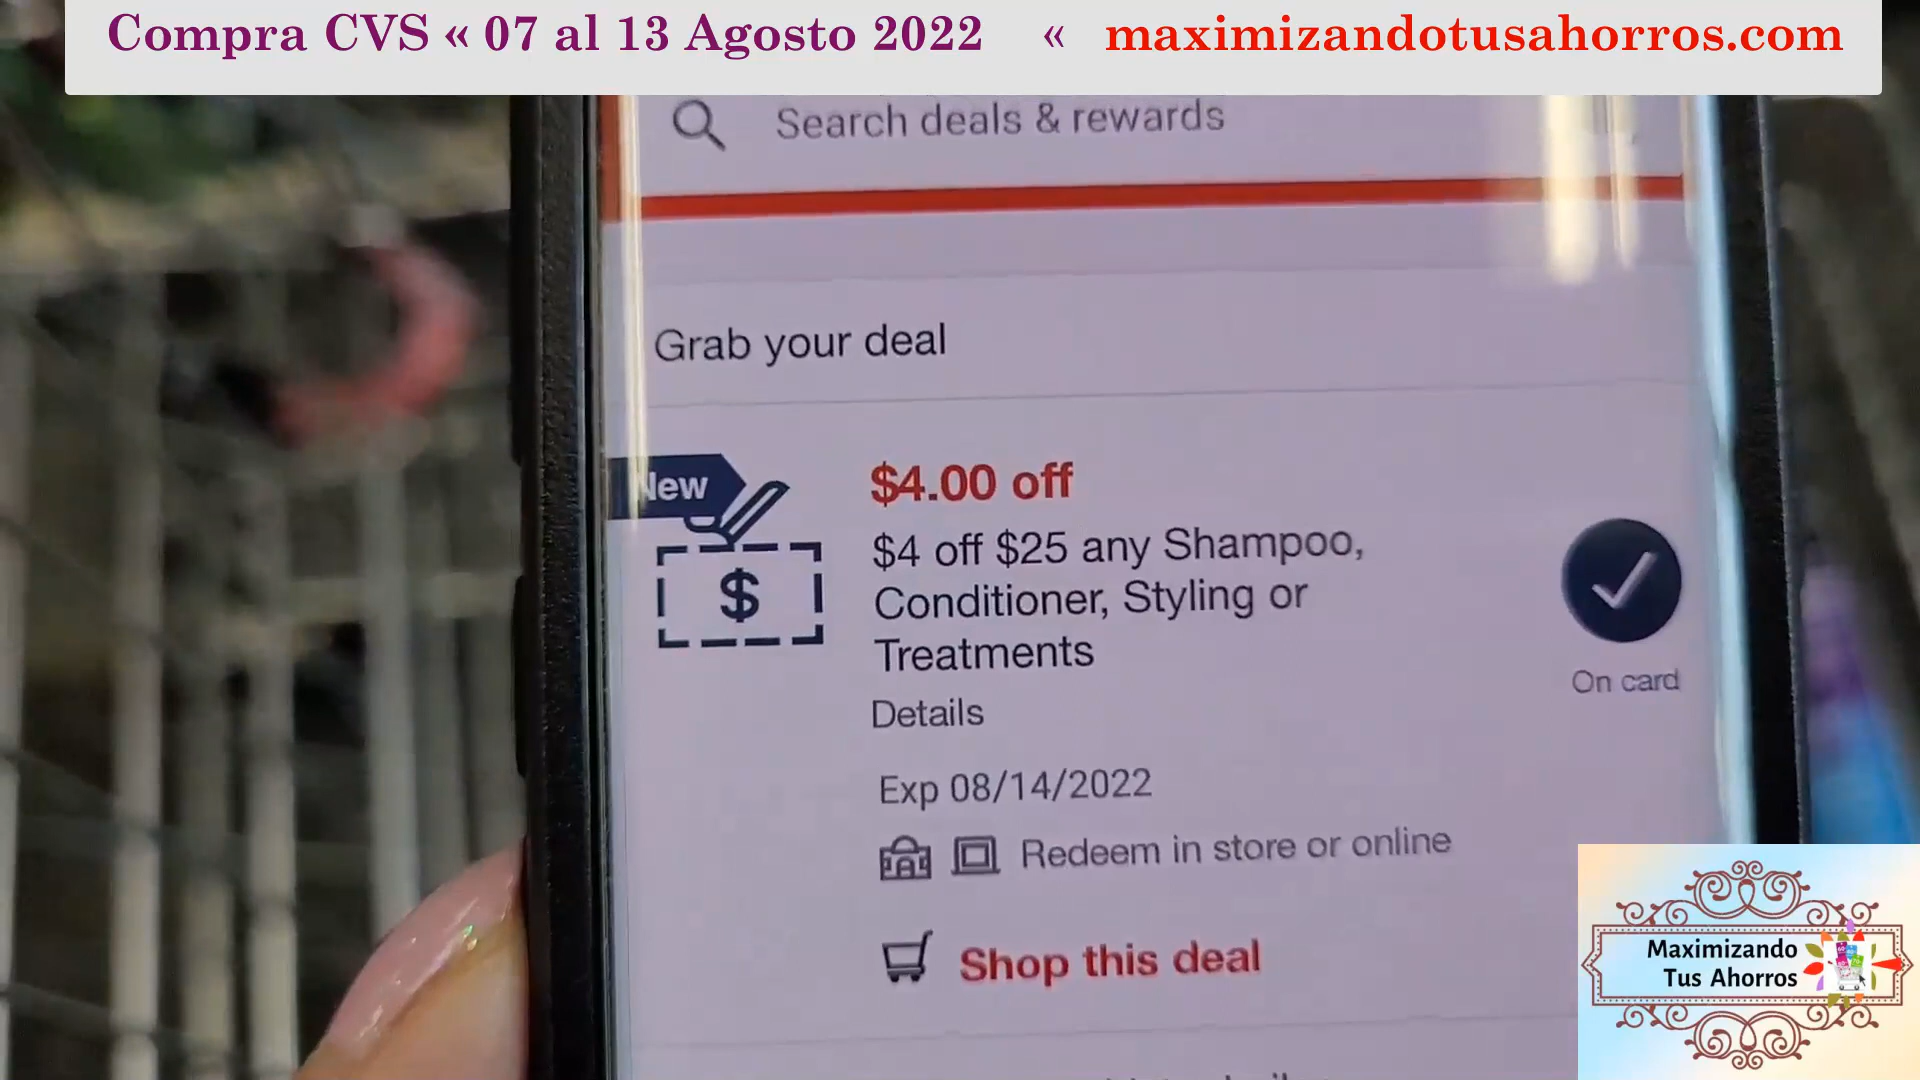 Compra CVS « 07 al 13 Agosto 2022 « maximizandotusahorros.com
Search deals & rewards
Grab your deal
New
$4.00 off
$
$4 off $25 any Shampoo,
Conditioner, Styling or
Treatments
On card
Details
Exp 08/14/2022
Redeem in store or online
Shop this deal
Maximizando
Tus Ahorros